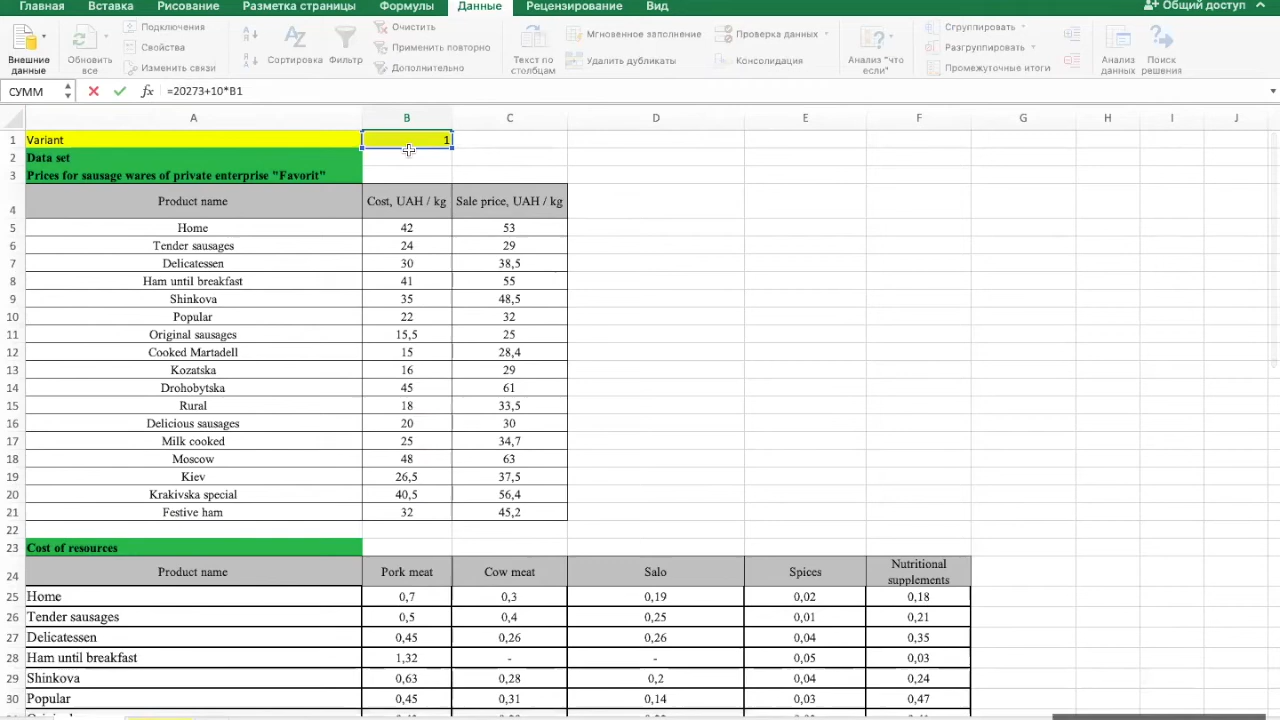 Главная Вставка Рисование Разметка страницы Формулы Данные Рецензирование Вид Общий доступ
Внешние данные Обновить все Подключения Свойства Изменить связи Сортировка Фильтр Очистить Применить повторно Дополнительно Текст по столбцам Мгновенное заполнение Удалить дубликаты Проверка данных Консолидация Анализ "что если" Сгруппировать Разгруппировать Промежуточные итоги Анализ данных Поиск решения
СУММ fx =20273+10*B1
A B C D E F G H I J
1 Variant 1
2 Data set
3 Prices for sausage wares of private enterprise "Favorit"
4 Product name Cost, UAH / kg Sale price, UAH / kg
5 Home 42 53
6 Tender sausages 24 29
7 Delicatessen 30 38,5
8 Ham until breakfast 41 55
9 Shinkova 35 48,5
10 Popular 22 32
11 Original sausages 15,5 25
12 Cooked Martadell 15 28,4
13 Kozatska 16 29
14 Drohobytska 45 61
15 Rural 18 33,5
16 Delicious sausages 20 30
17 Milk cooked 25 34,7
18 Moscow 48 63
19 Kiev 26,5 37,5
20 Krakivska special 40,5 56,4
21 Festive ham 32 45,2
22
23 Cost of resources
24 Product name Pork meat Cow meat Salo Spices Nutritional supplements
25 Home 0,7 0,3 0,19 0,02 0,18
26 Tender sausages 0,5 0,4 0,25 0,01 0,21
27 Delicatessen 0,45 0,26 0,26 0,04 0,35
28 Ham until breakfast 1,32 - - 0,05 0,03
29 Shinkova 0,63 0,28 0,2 0,04 0,24
30 Popular 0,45 0,31 0,14 0,03 0,47